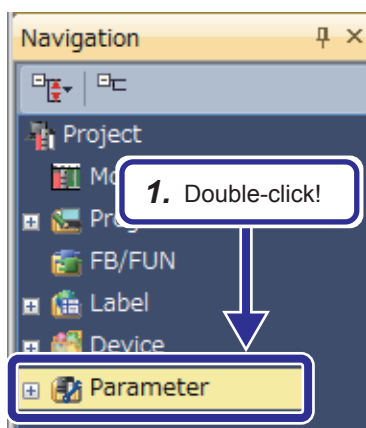 Navigation
Project
1. Double-click!
FB/FUN
Label
Device
Parameter